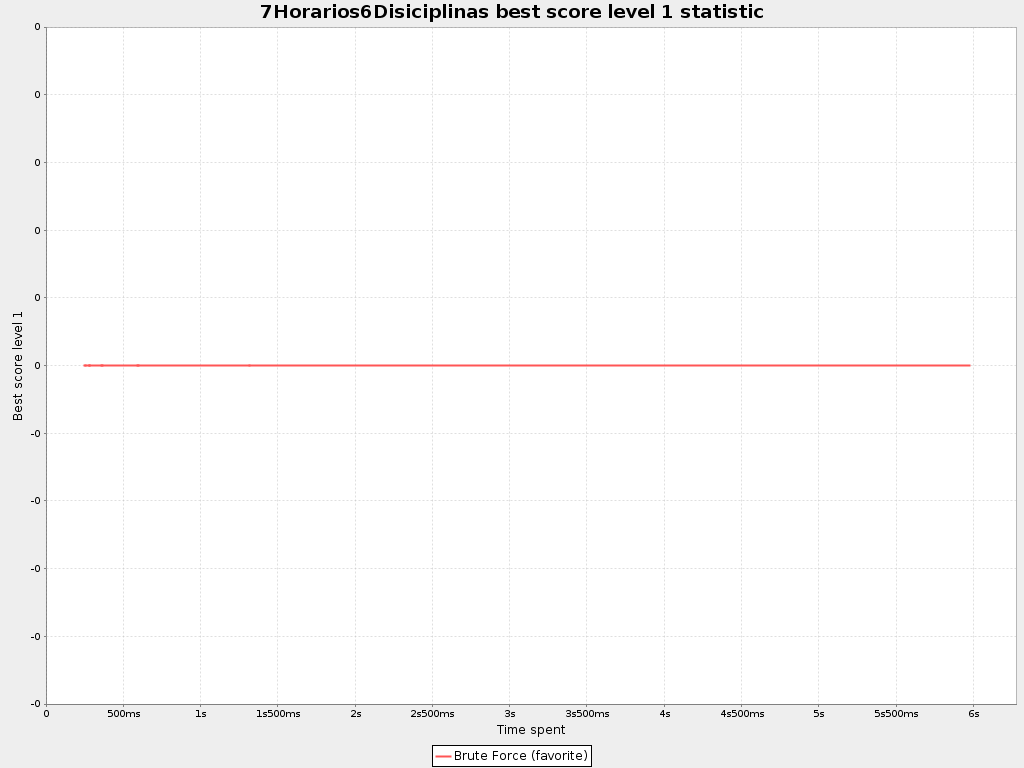 7Horarios6Disiciplinas best score level 1 statistic
0
0
0
0
0
0
-0
-0
-0
-0
-0
Best score level 1
0 500ms 1s 1s500ms 2s 2s500ms 3s 3s500ms 4s 4s500ms 5s 5s500ms 6s
Time spent
Brute Force (favorite)